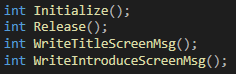 int Initialize();
int Release();
int WriteTitleScreenMsg();
int WriteIntroduceScreenMsg();